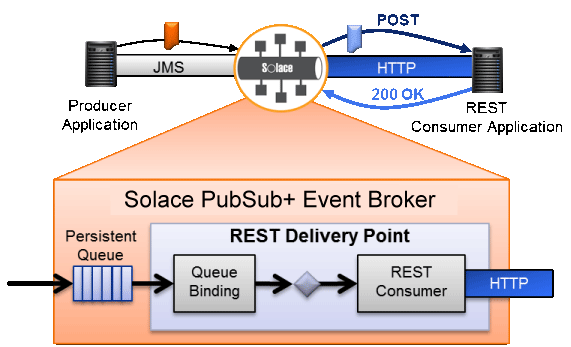 POST
JMS
Solace
HTTP
200 OK
Producer
Application
REST
Consumer Application
Solace PubSub+ Event Broker
Persistent
Queue
REST Delivery Point
Queue
Binding
REST
Consumer
HTTP